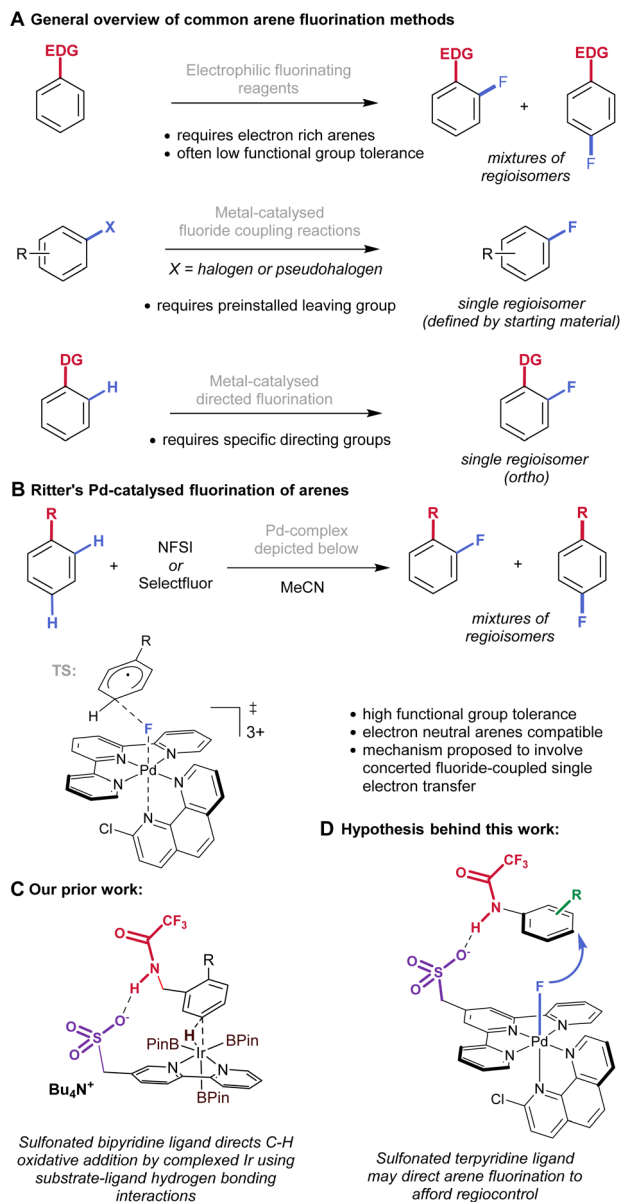 A General overview of common arene fluorination methods
EDG
Electrophilic fluorinating
reagents
• requires electron rich arenes
• often low functional group tolerance
EDG
F
+
EDG
F
mixtures of
regioisomers
R
X
Metal-catalysed
fluoride coupling reactions
X = halogen or pseudohalogen
• requires preinstalled leaving group
R
F
single regioisomer
(defined by starting material)
DG
H
Metal-catalysed
directed fluorination
• requires specific directing groups
DG
F
single regioisomer
(ortho)
B Ritter's Pd-catalysed fluorination of arenes
R
H
H
+
NFSI
or
Selectfluor
Pd-complex
depicted below
MeCN
R
F
+
R
F
mixtures of
regioisomers
TS:
R
H
F
‡
3+
N
N
Pd
N
N
N
Cl
• high functional group tolerance
• electron neutral arenes compatible
• mechanism proposed to involve
concerted fluoride-coupled single
electron transfer
C Our prior work:
CF3
O
N
H
R
O
O-
S
O
H
PinB
BPin
Ir
N
N
BPin
Bu4N+
Sulfonated bipyridine ligand directs C-H
oxidative addition by complexed Ir using
substrate-ligand hydrogen bonding
interactions
D Hypothesis behind this work:
CF3
O
N
H
R
O
O-
S
O
F
N
N
Pd
N
N
N
Cl
Sulfonated terpyridine ligand
may direct arene fluorination to
afford regiocontrol